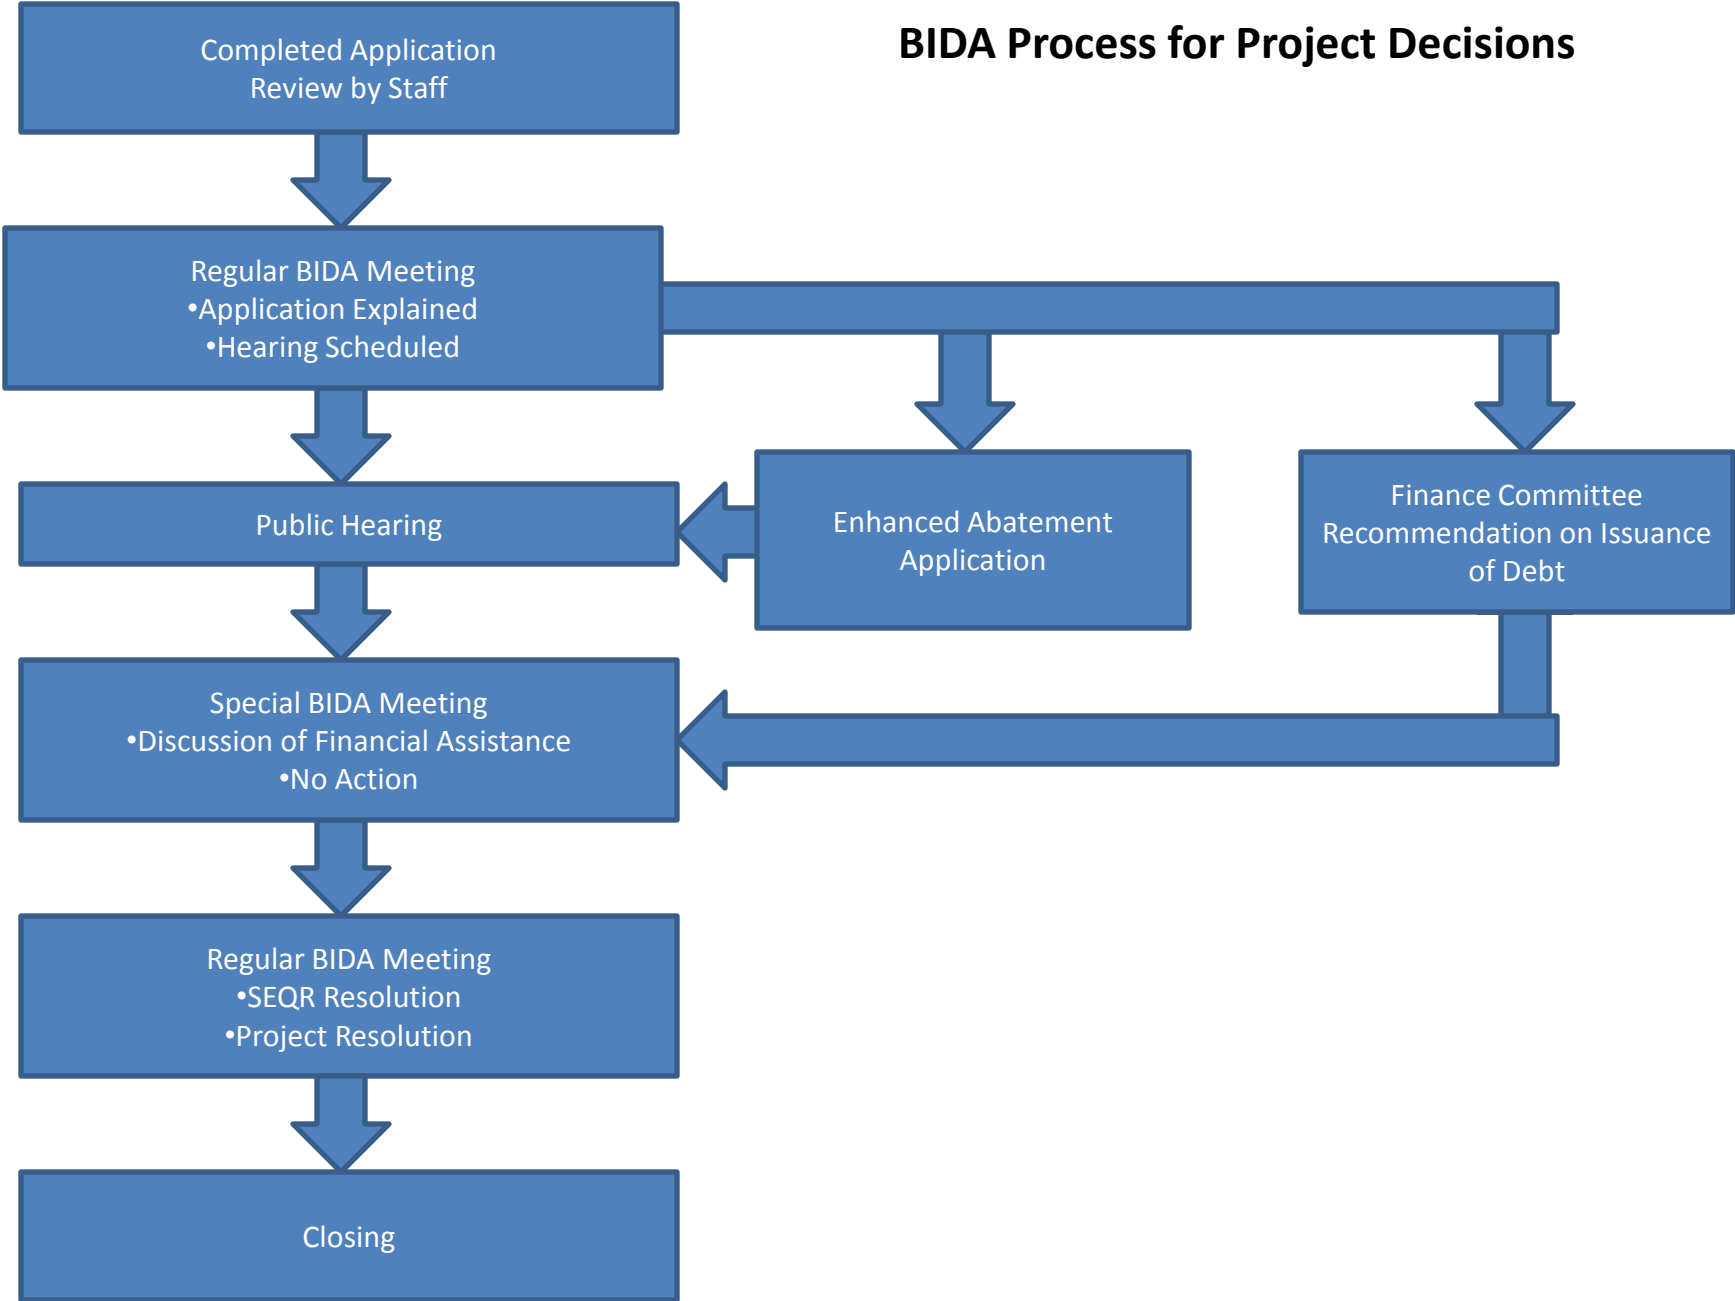 BIDA Process for Project Decisions
Completed Application
Review by Staff
Regular BIDA Meeting
•Application Explained
•Hearing Scheduled
Public Hearing
Enhanced Abatement
Application
Finance Committee
Recommendation on Issuance
of Debt
Special BIDA Meeting
•Discussion of Financial Assistance
•No Action
Regular BIDA Meeting
•SEQR Resolution
•Project Resolution
Closing